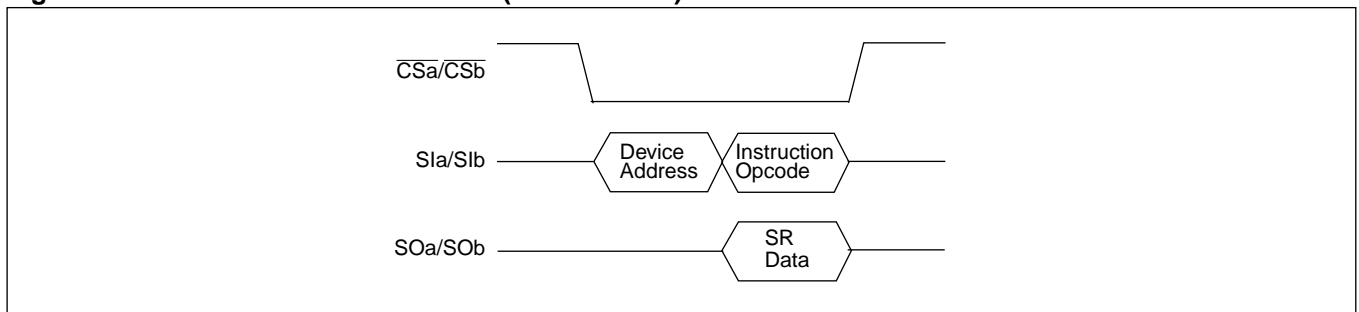 CSa/CSb
SIa/SIb
Device
Address
Instruction
Opcode
SOa/SOb
SR
Data